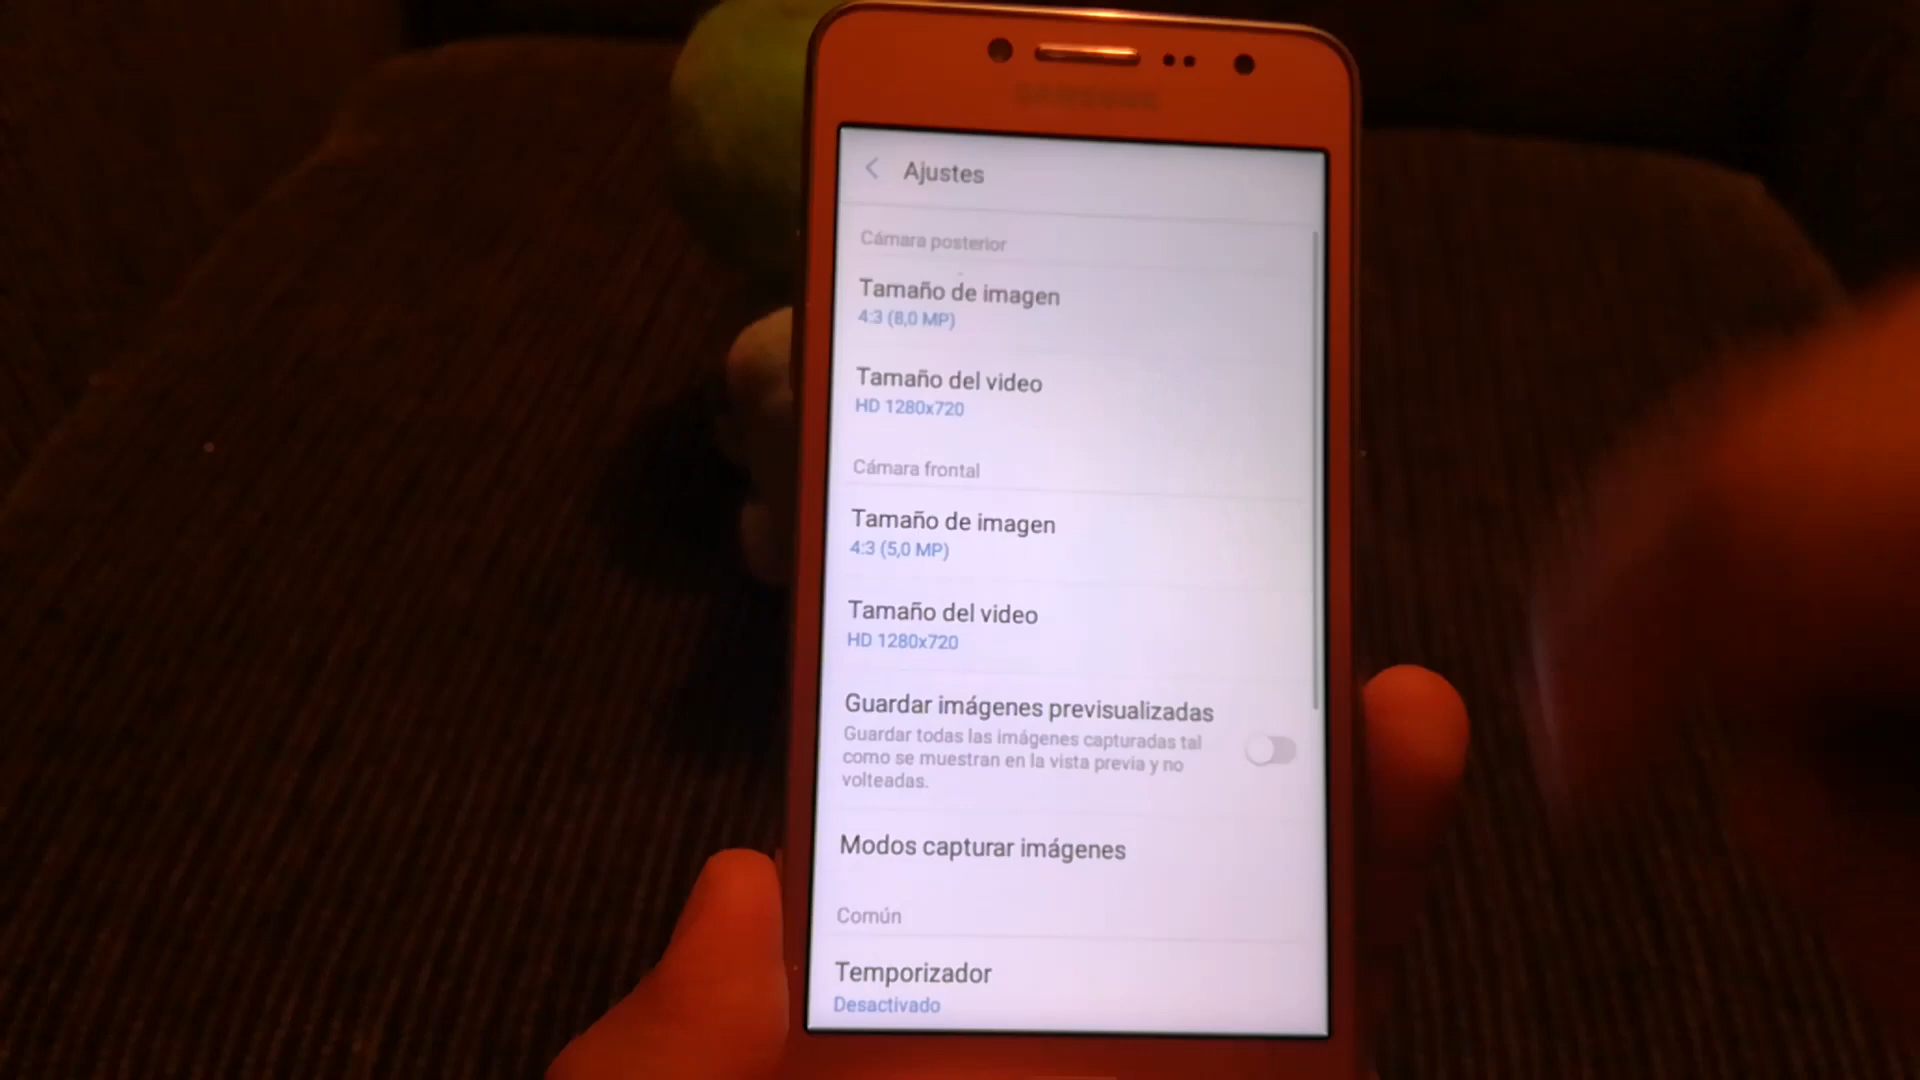 SAMSUNG
Ajustes
Cámara posterior
Tamaño de imagen
4:3 (8,0 MP)
Tamaño del video
HD 1280x720
Cámara frontal
Tamaño de imagen
4:3 (5,0 MP)
Tamaño del video
HD 1280x720
Guardar imágenes previsualizadas
Guardar todas las imágenes capturadas tal
como se muestran en la vista previa y no
volteadas.
Modos capturar imágenes
Común
Temporizador
Desactivado